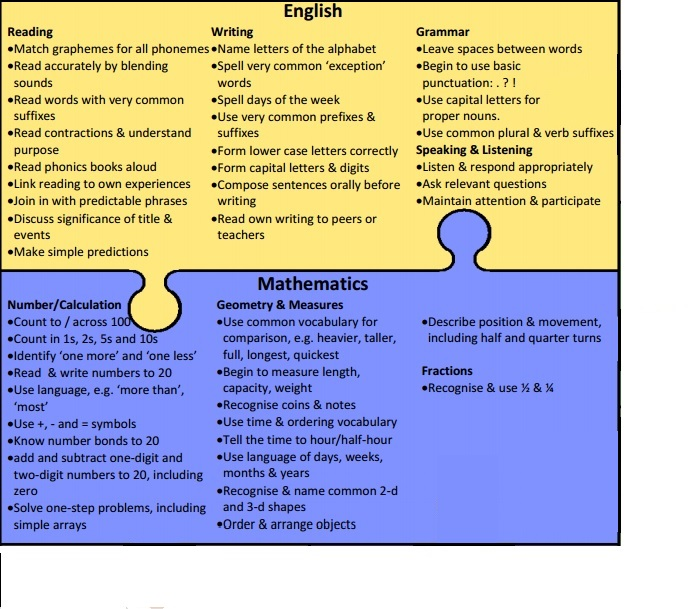 English
Reading
•Match graphemes for all phonemes
•Read accurately by blending
sounds
•Read words with very common
suffixes
•Read contractions & understand
purpose
•Read phonics books aloud
•Link reading to own experiences
•Join in with predictable phrases
•Discuss significance of title &
events
•Make simple predictions
Writing
•Name letters of the alphabet
•Spell very common ‘exception’
words
•Spell days of the week
•Use very common prefixes &
suffixes
•Form lower case letters correctly
•Form capital letters & digits
•Compose sentences orally before
writing
•Read own writing to peers or
teachers
Grammar
•Leave spaces between words
•Begin to use basic
punctuation: . ? !
•Use capital letters for
proper nouns.
•Use common plural & verb suffixes
Speaking & Listening
•Listen & respond appropriately
•Ask relevant questions
•Maintain attention & participate
Mathematics
Number/Calculation
•Count to / across 100
•Count in 1s, 2s, 5s and 10s
•Identify ‘one more’ and ‘one less’
•Read & write numbers to 20
•Use language, e.g. ‘more than’,
‘most’
•Use +, - and = symbols
•Know number bonds to 20
•add and subtract one-digit and
two-digit numbers to 20, including
zero
•Solve one-step problems, including
simple arrays
Geometry & Measures
•Use common vocabulary for
comparison, e.g. heavier, taller,
full, longest, quickest
•Begin to measure length,
capacity, weight
•Recognise coins & notes
•Use time & ordering vocabulary
•Tell the time to hour/half-hour
•Use language of days, weeks,
months & years
•Recognise & name common 2-d
and 3-d shapes
•Order & arrange objects
•Describe position & movement,
including half and quarter turns
Fractions
•Recognise & use ½ & ¼